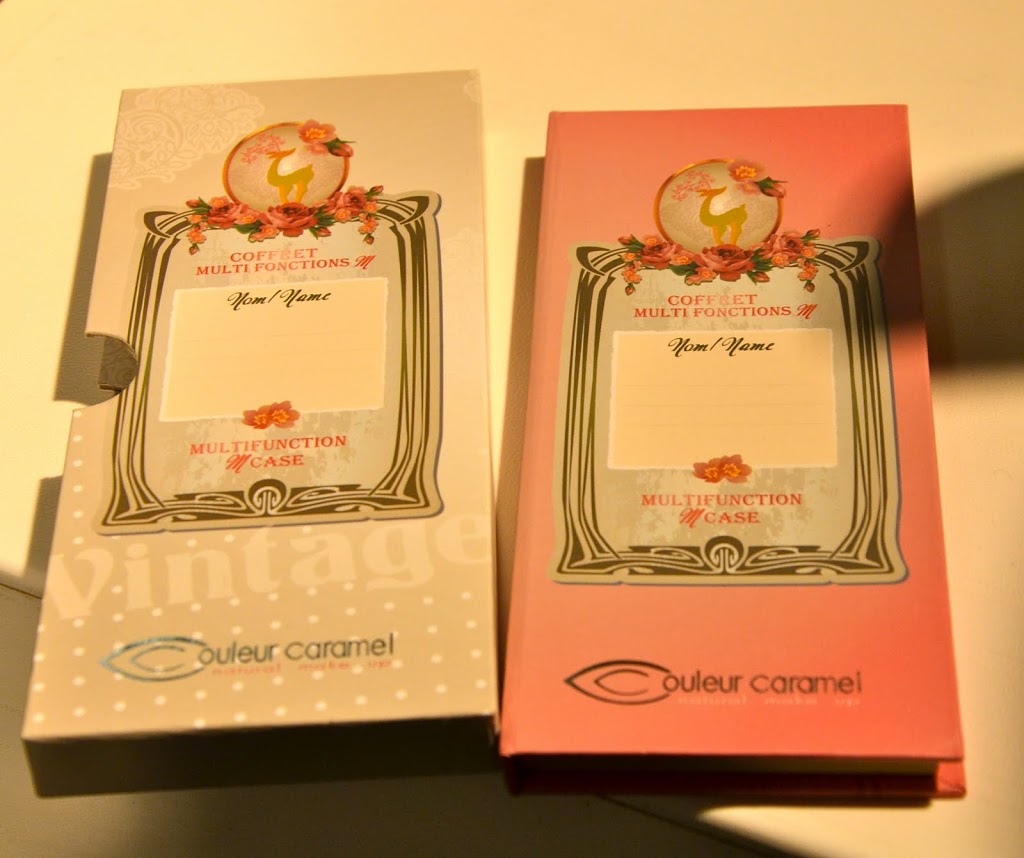 COFFRET
MULTI FONCTIONS M
Nom/Name
MULTIFUNCTION
M CASE
Vintage
Couleur caramel
natural make up
COFFRET
MULTI FONCTIONS M
Nom/Name
MULTIFUNCTION
M CASE
Couleur caramel
natural make up